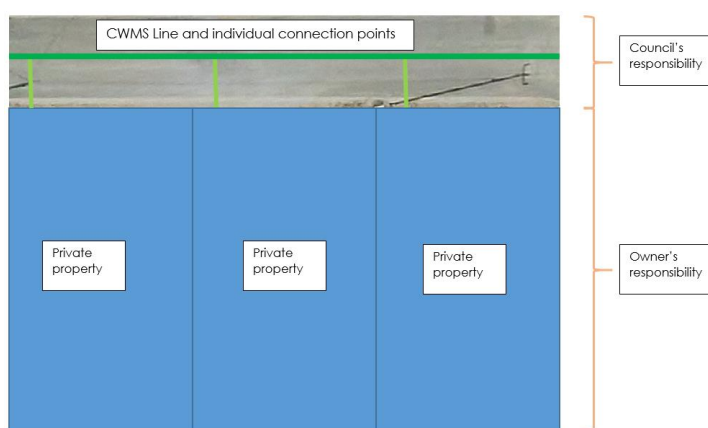 CWMS Line and individual connection points
Council's
responsibility
Private
property
Private
property
Private
property
Owner's
responsibility